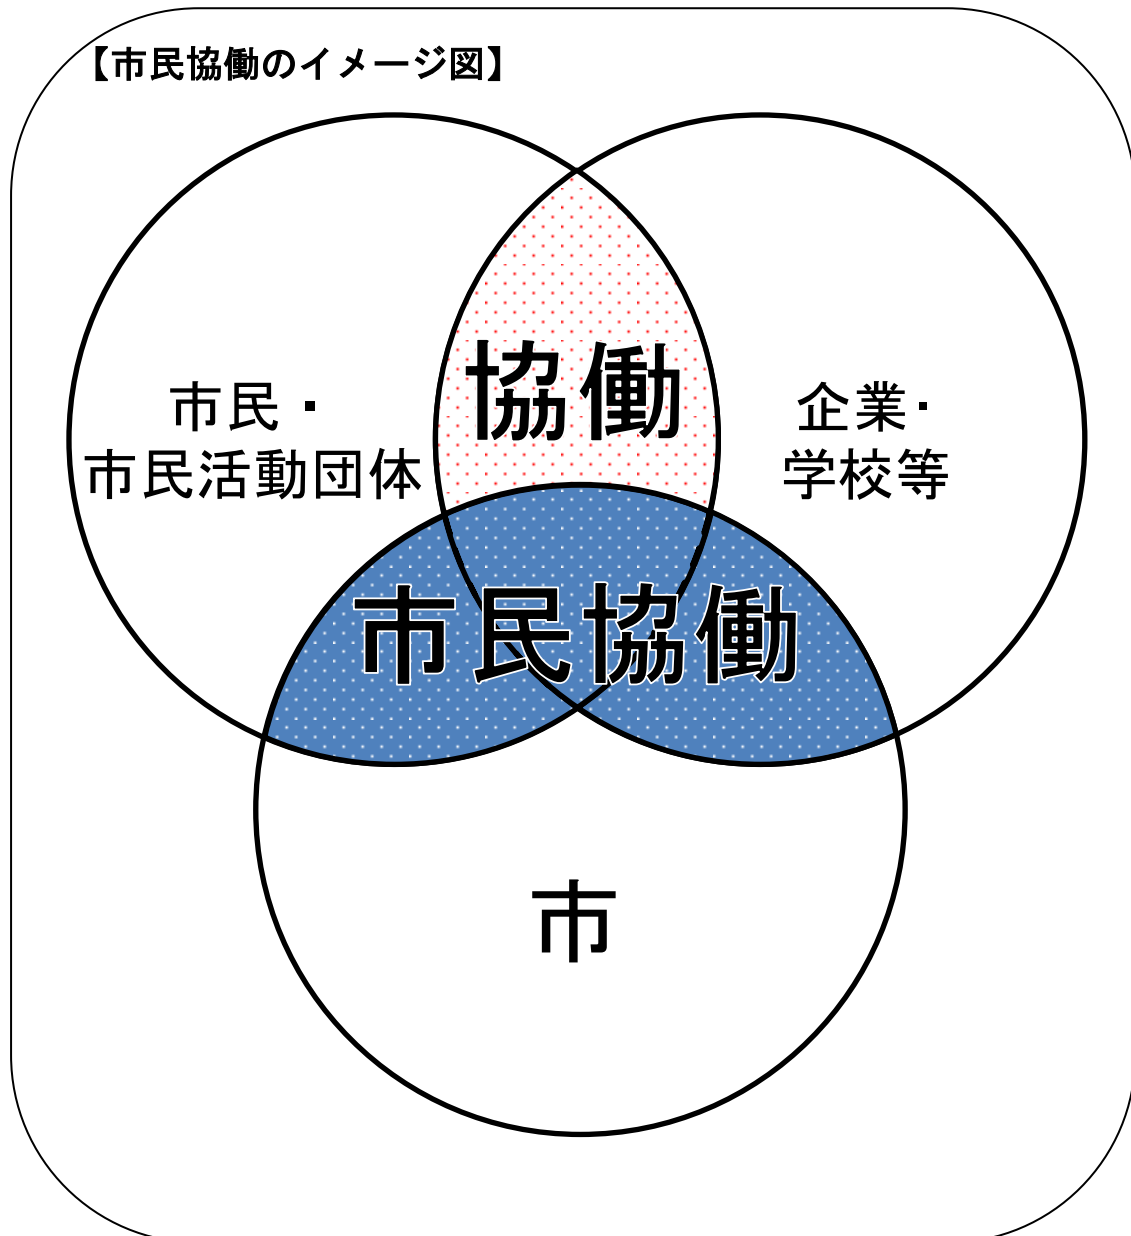 【市民協働のイメージ図】
協働
市民・
市民活動団体
企業・
学校等
市民協働
市